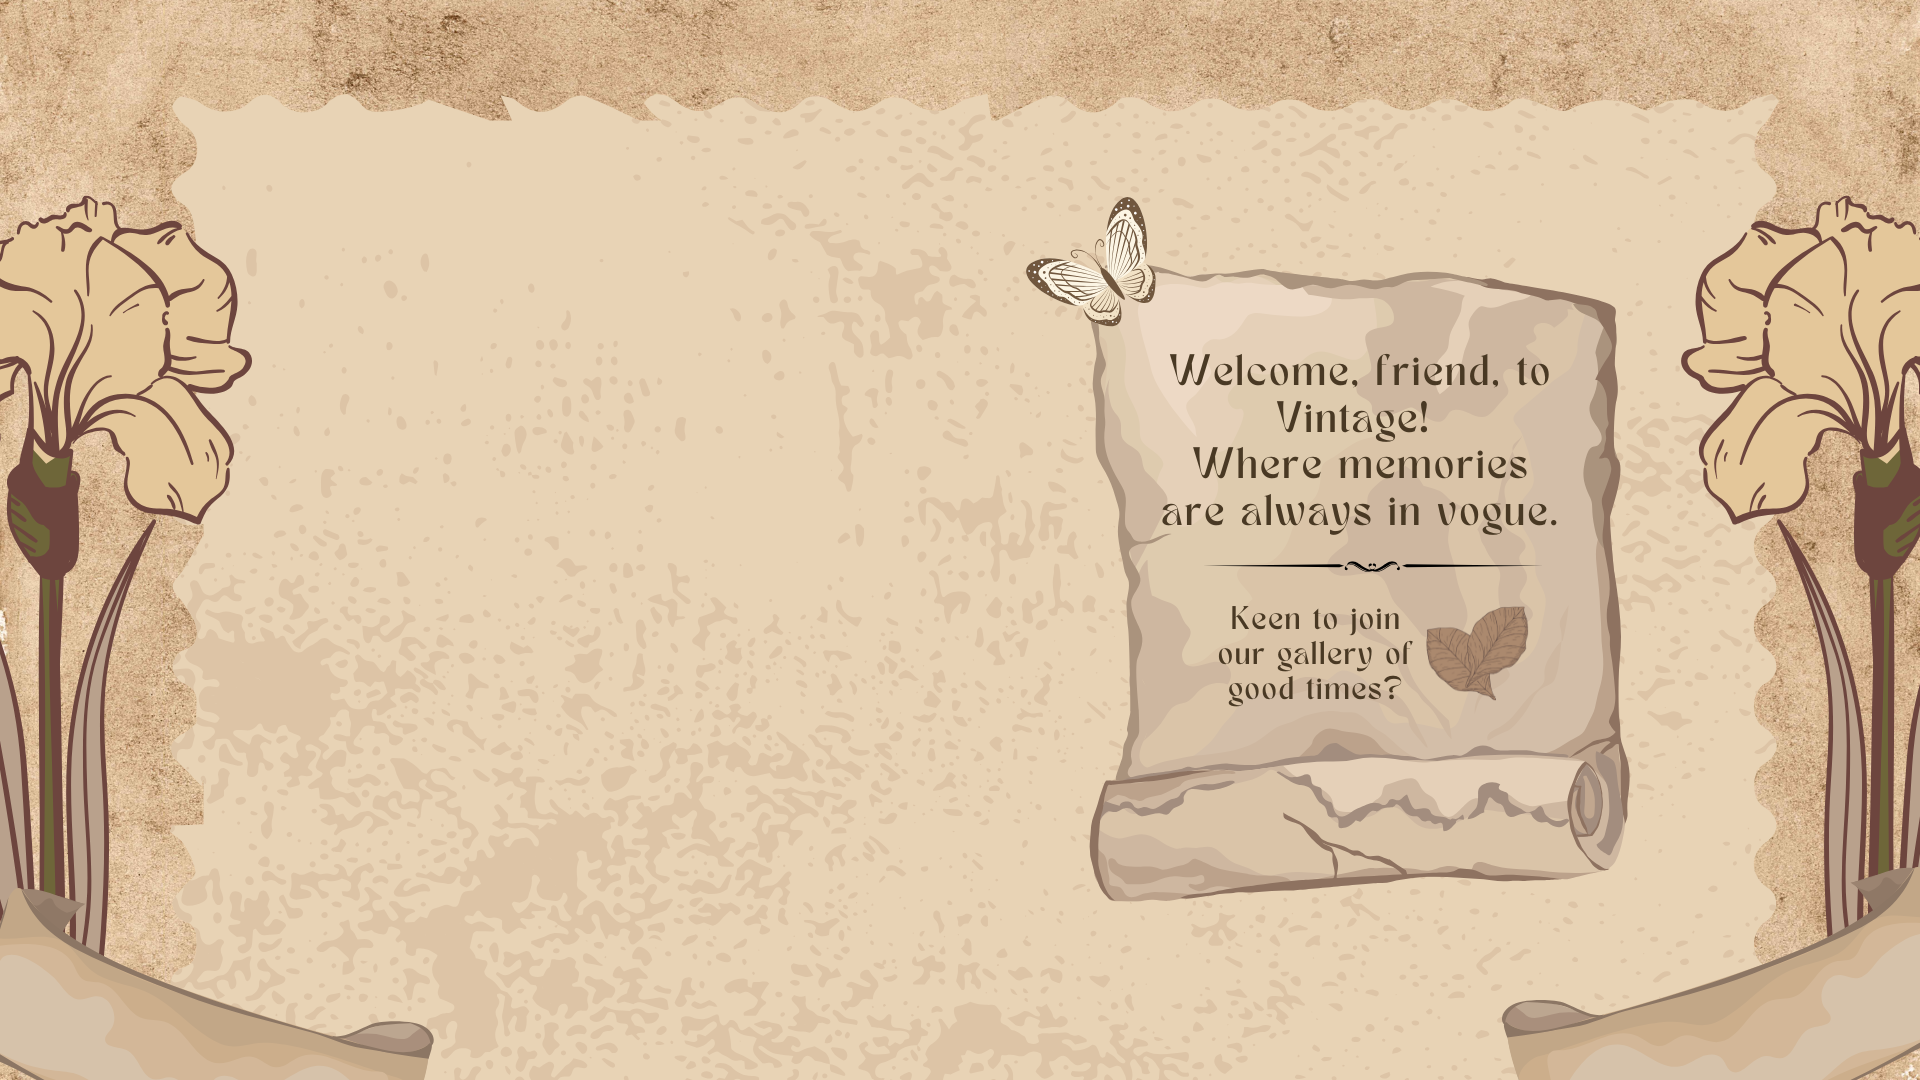 Welcome, friend, to
Vintage!
Where memories
are always in vogue.
Keen to join
our gallery of
good times?